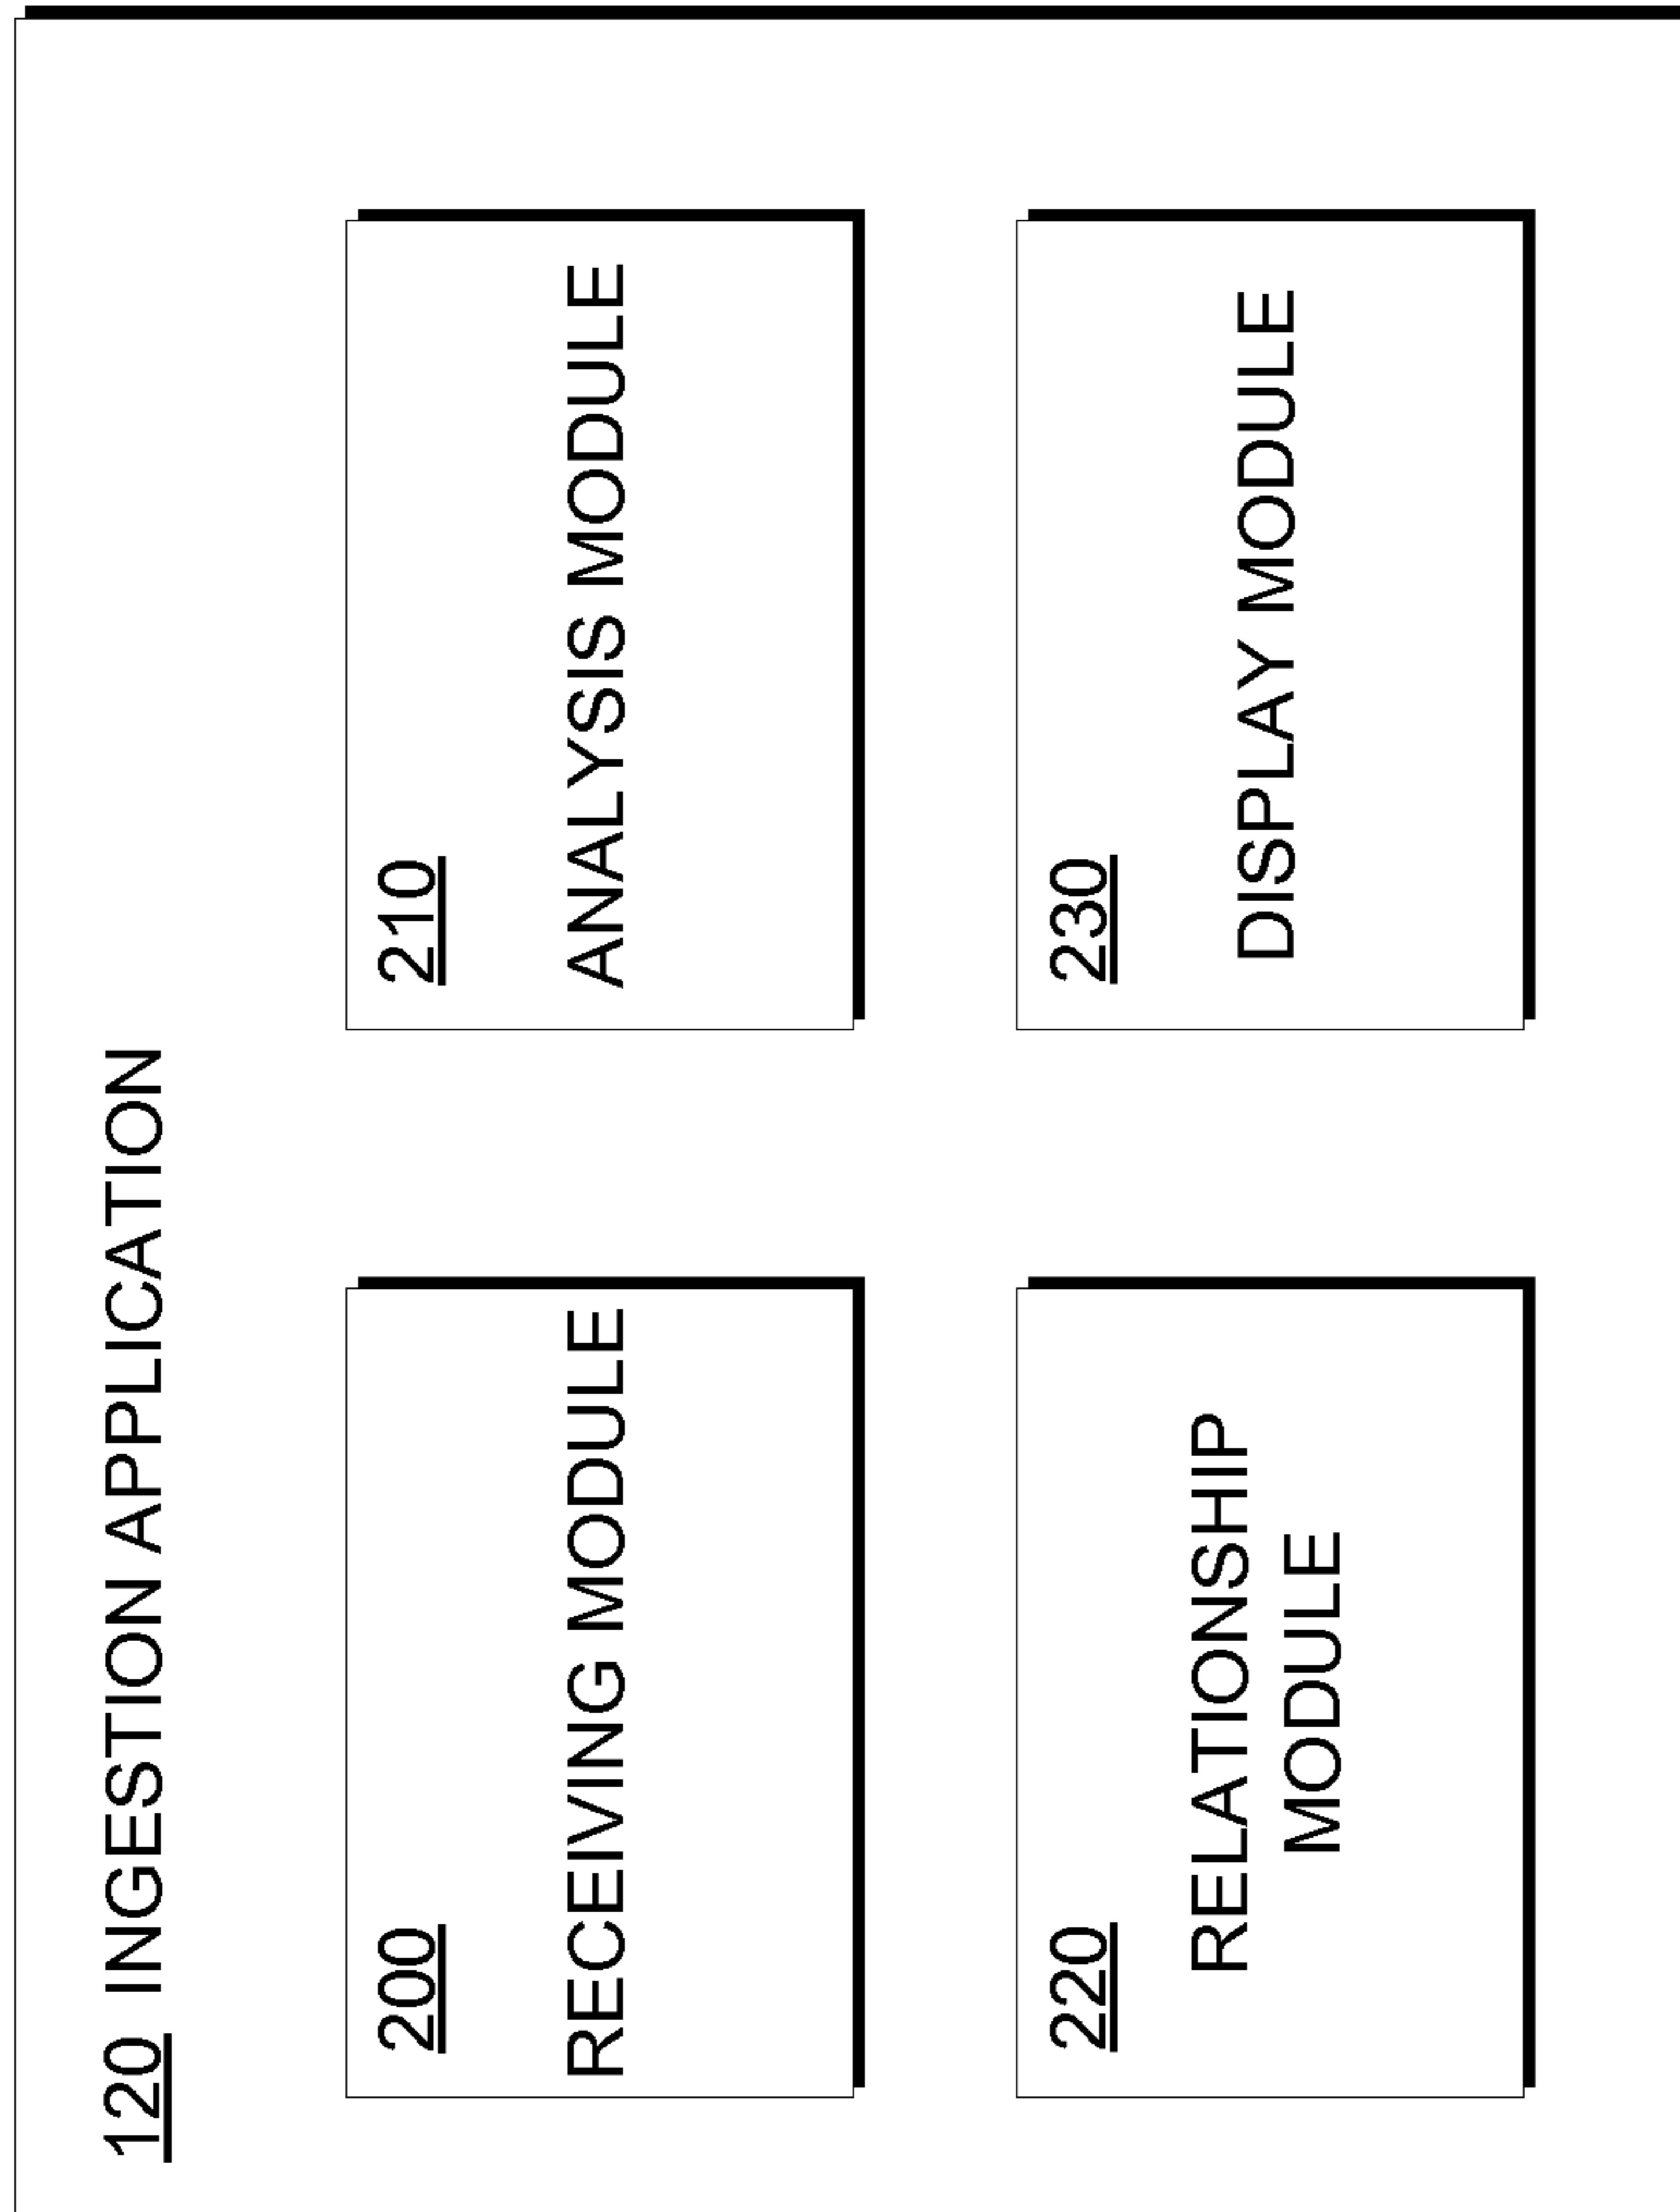 120 INGESTION APPLICATION
200
RECEIVING MODULE
210
ANALYSIS MODULE
220
RELATIONSHIP
MODULE
230
DISPLAY MODULE